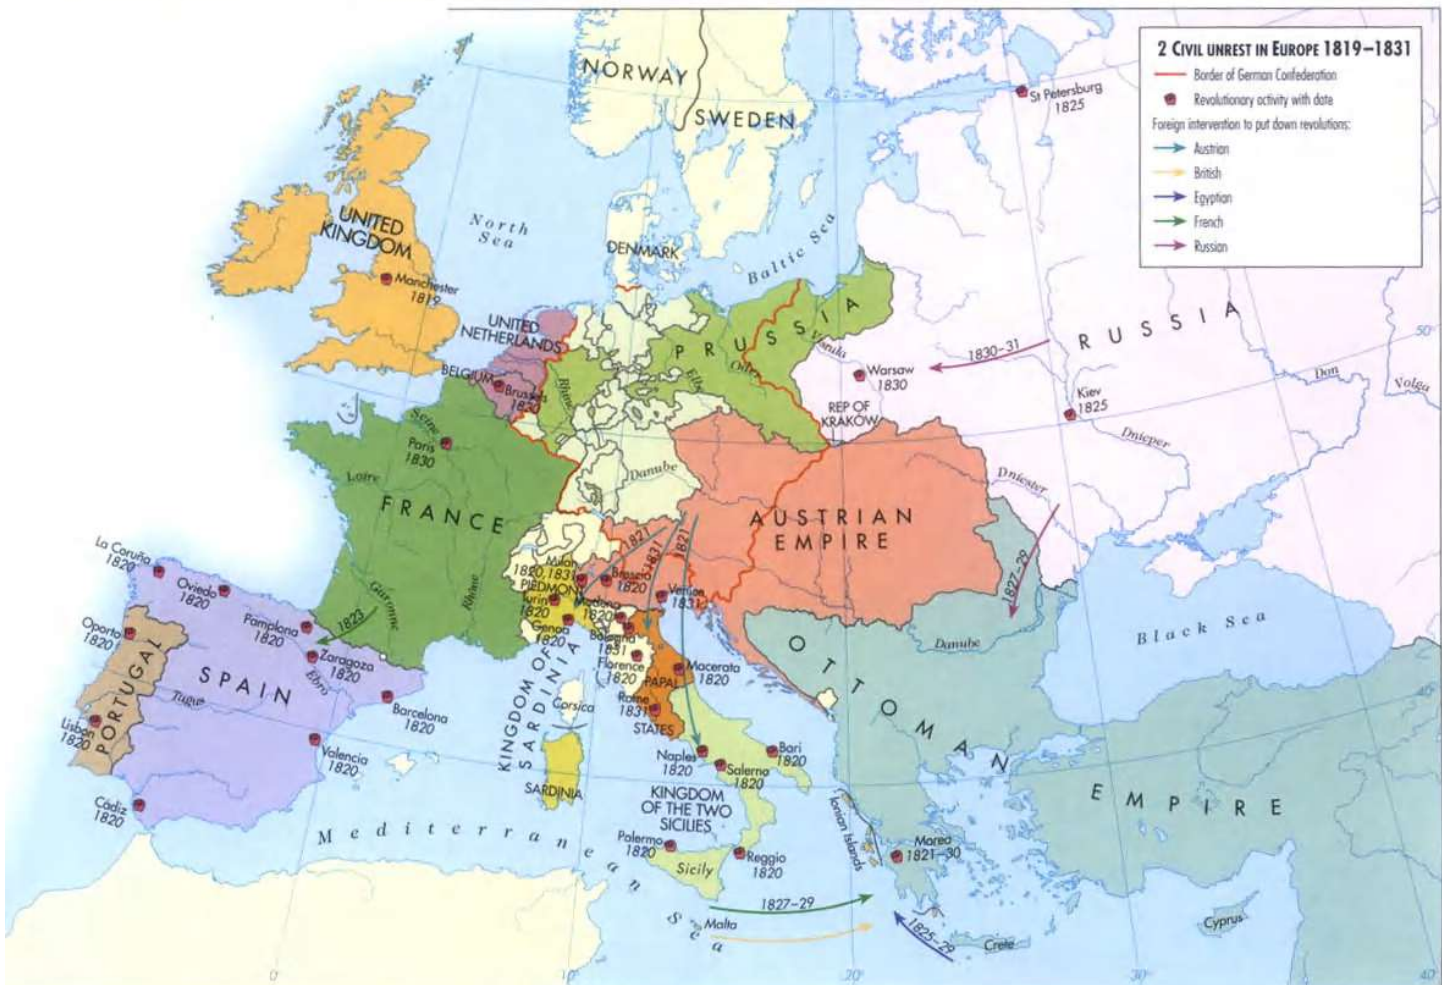 2 CIVIL UNREST IN EUROPE 1819–1831
Border of German Confederation
Revolutionary activity with date
Foreign intervention to put down revolutions:
Austrian
British
Egyptian
French
Russian
NORWAY
SWEDEN
St Petersburg
1825
North
Sea
DENMARK
Baltic Sea
UNITED
KINGDOM
Manchester
1819
UNITED
NETHERLANDS
BELGIUM
Brussels
1830
PRUSSIA
Vistula
Oder
Elbe
Rhine
RUSSIA
1830–31
Warsaw
1830
REP OF
KRAKÓW
Kiev
1825
Don
Volga
50°
Dnieper
Dniester
Seine
Paris
1830
Loire
FRANCE
Danube
AUSTRIAN
EMPIRE
1821
1831
1821
1827–29
Garonne
Rhône
1823
La Coruña
1820
Oviedo
1820
Pamplona
1820
Zaragoza
1820
Oporto
1820
PORTUGAL
SPAIN
Ebro
Tagus
Barcelona
1820
Lisbon
1820
Valencia
1820
Cádiz
1820
Milan
1820, 1831
Brescia
1820
PIEDMONT
Turin
1820
Modena
1820
Venice
1831
Genoa
1820
Bologna
1831
Florence
1820
Macerata
1820
PAPAL
STATES
Rome
1831
KINGDOM OF
SARDINIA
Corsica
SARDINIA
Naples
1820
Bari
1820
Salerno
1820
KINGDOM
OF THE TWO
SICILIES
Palermo
1820
Reggio
1820
Sicily
Malta
Mediterranean Sea
1827–29
1825–29
OTTOMAN
EMPIRE
Danube
Black Sea
40°
Ionian Islands
Morea
1821–30
Crete
Cyprus
0°
10°
20°
30°
40°